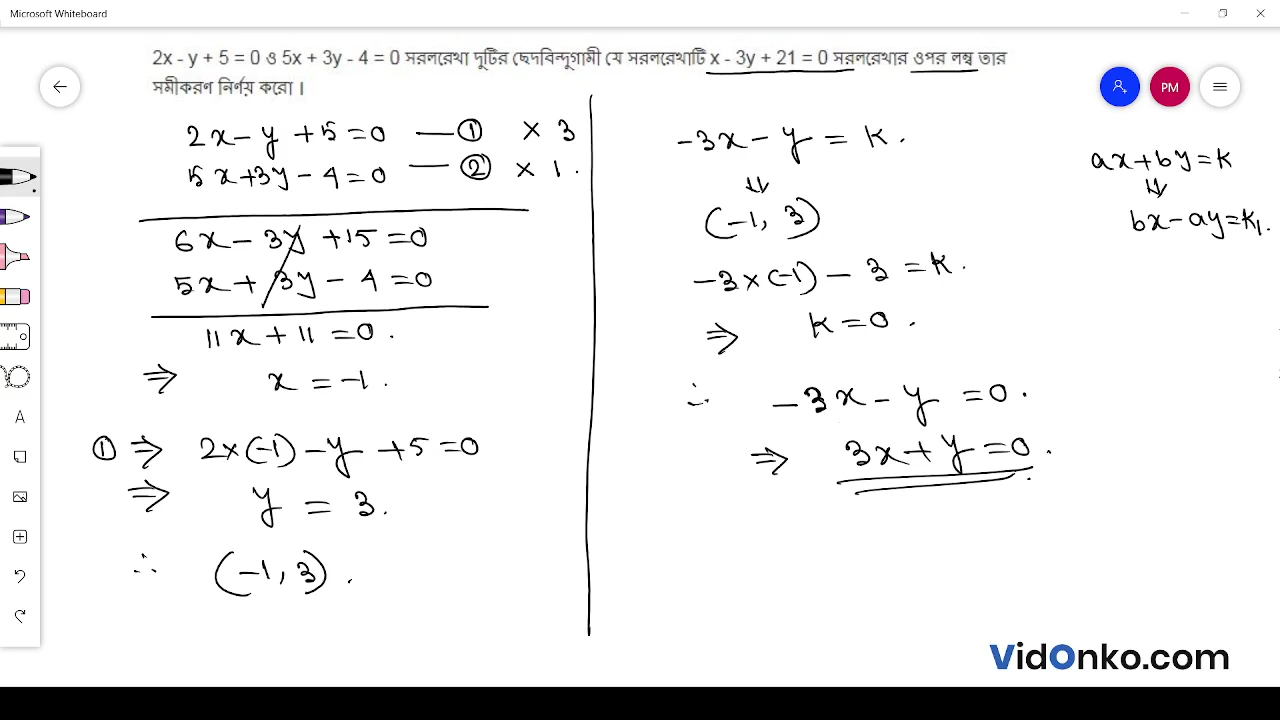 Microsoft Whiteboard
2x - y + 5 = 0 ও 5x + 3y - 4 = 0 সরলরেখা দুটির ছেদবিন্দুগামী যে সরলরেখাটি x - 3y + 21 = 0 সরলরেখার ওপর লম্ব তার
সমীকরণ নির্ণয় করো ।
PM
2x - y + 5 = 0 — ① × 3
5x + 3y - 4 = 0 — ② × 1.
6x - 3y + 15 = 0
5x + 3y - 4 = 0
11x + 11 = 0.
⇒ x = -1.
① ⇒ 2×(-1) - y + 5 = 0
⇒ y = 3.
∴ (-1, 3).
-3x - y = k.
⇓
(-1, 3)
-3×(-1) - 3 = k.
⇒ k = 0.
∴ -3x - y = 0.
⇒ 3x + y = 0.
ax + by = k
⇓
bx - ay = k₁.
A
VidOnko.com